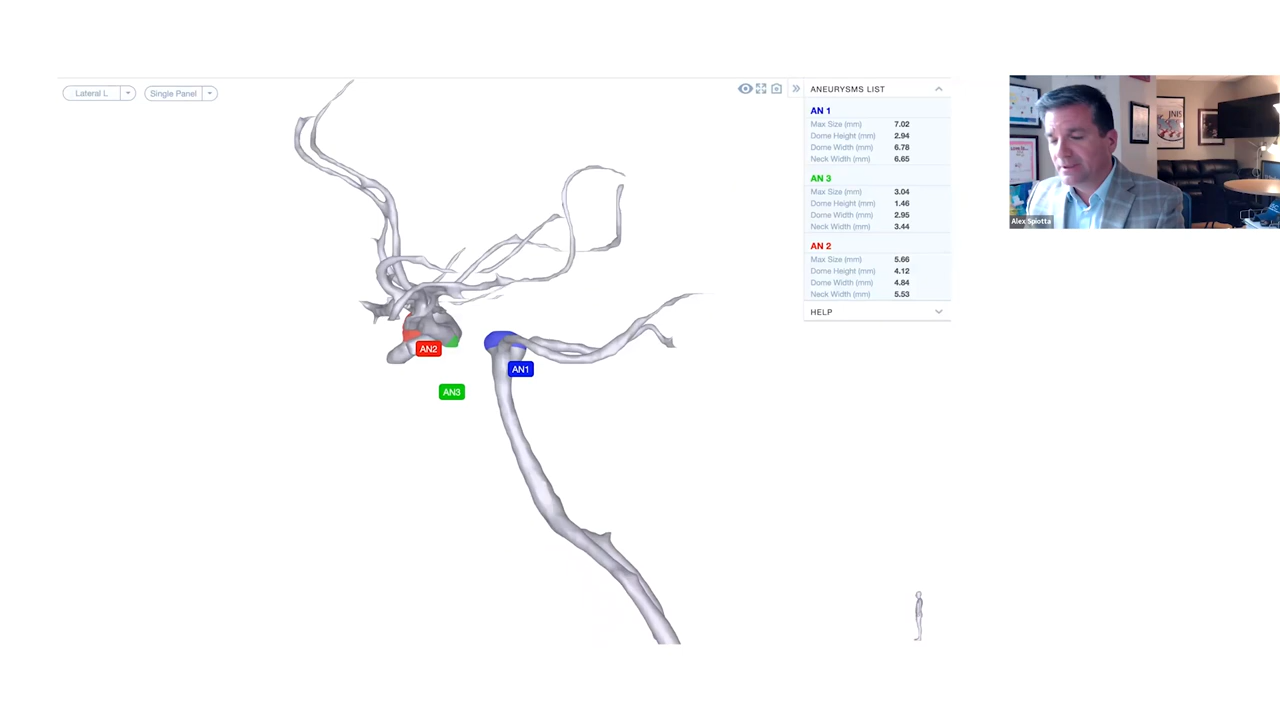 Lateral L
Single Panel
ANEURYSMS LIST
AN 1
Max Size (mm) 7.02
Dome Height (mm) 2.94
Dome Width (mm) 6.78
Neck Width (mm) 6.65
AN 3
Max Size (mm) 3.04
Dome Height (mm) 1.46
Dome Width (mm) 2.95
Neck Width (mm) 3.44
AN 2
Max Size (mm) 5.66
Dome Height (mm) 4.12
Dome Width (mm) 4.84
Neck Width (mm) 5.53
HELP
AN2
AN1
AN3
JNIS
Alex Spiotta